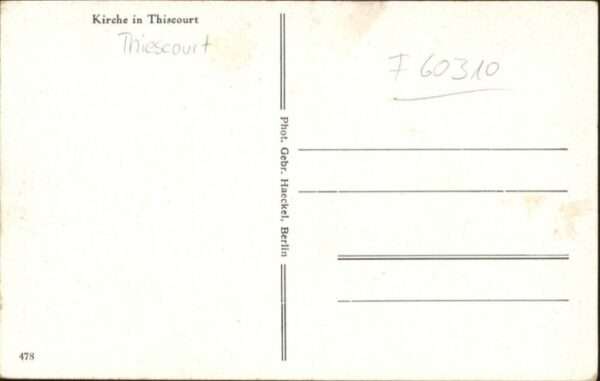 Kirche in Thiscourt
Thiescourt
F 60310
Phot. Gebr. Haeckel, Berlin
478